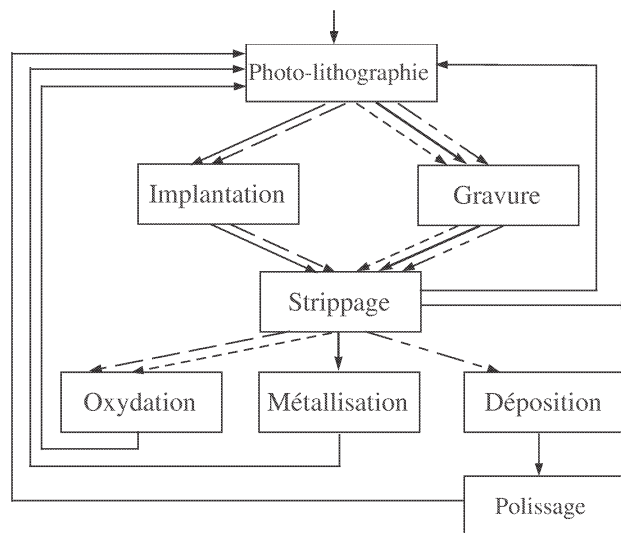 Photo-lithographie
Implantation
Gravure
Strippage
Oxydation
Métallisation
Déposition
Polissage